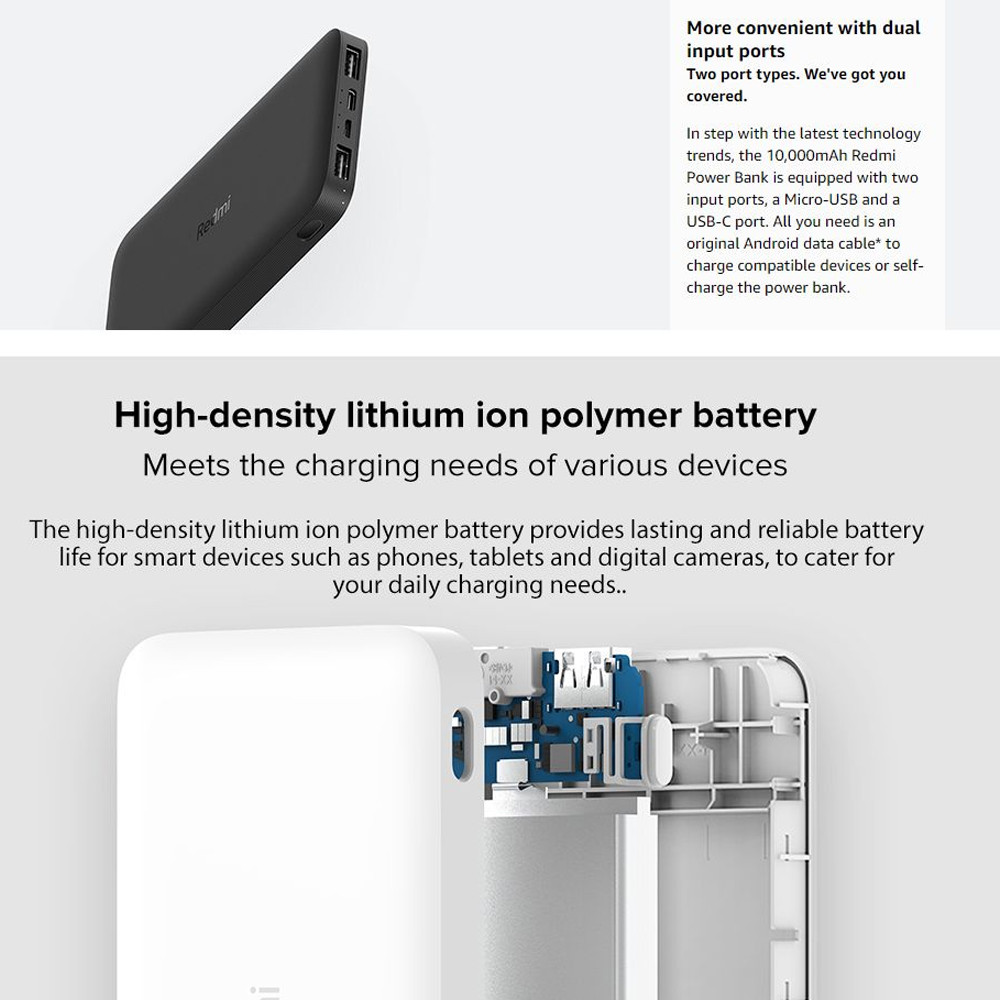 More convenient with dual
input ports
Two port types. We've got you
covered.
In step with the latest technology
trends, the 10,000mAh Redmi
Power Bank is equipped with two
input ports, a Micro-USB and a
USB-C port. All you need is an
original Android data cable* to
charge compatible devices or self-
charge the power bank.
Redmi
High-density lithium ion polymer battery
Meets the charging needs of various devices
The high-density lithium ion polymer battery provides lasting and reliable battery
life for smart devices such as phones, tablets and digital cameras, to cater for
your daily charging needs..